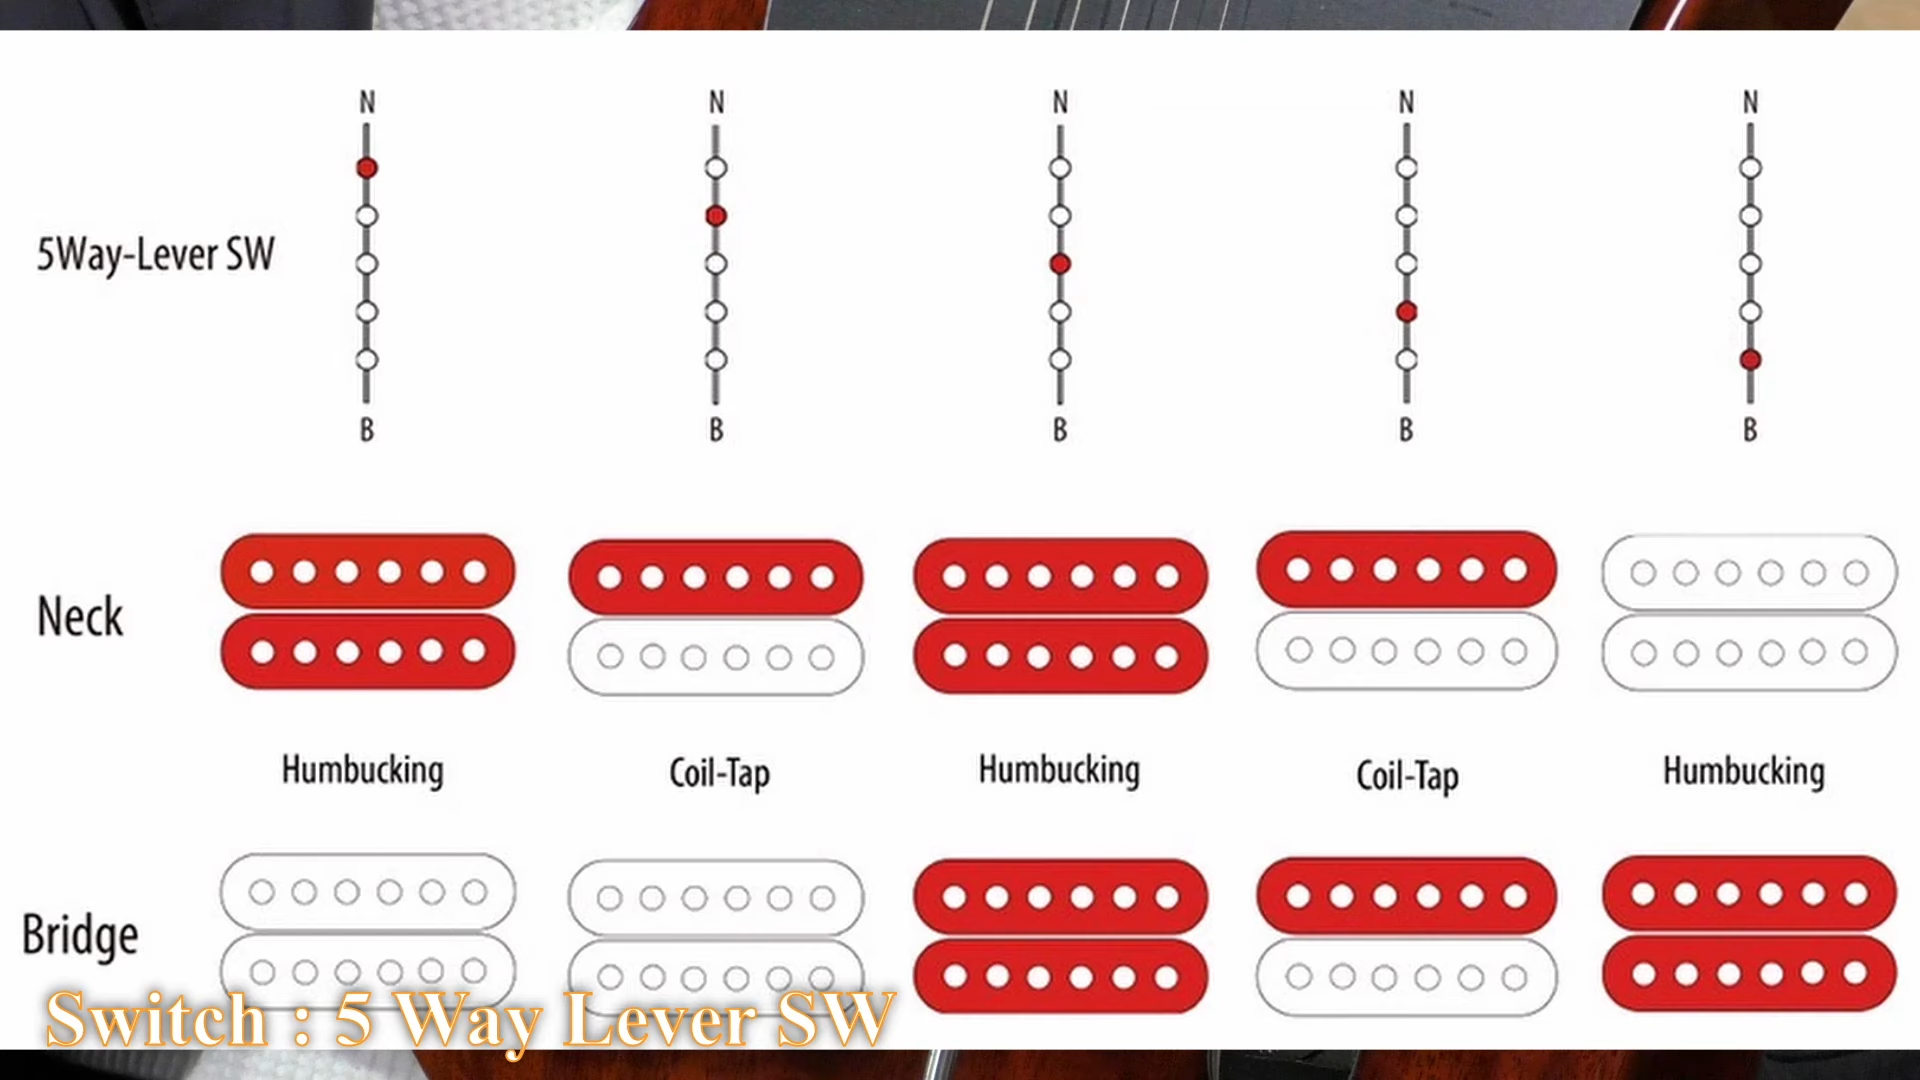 N N N N N
5Way-Lever SW
B B B B B
Neck
Humbucking Coil-Tap Humbucking Coil-Tap Humbucking
Bridge
Switch : 5 Way Lever SW